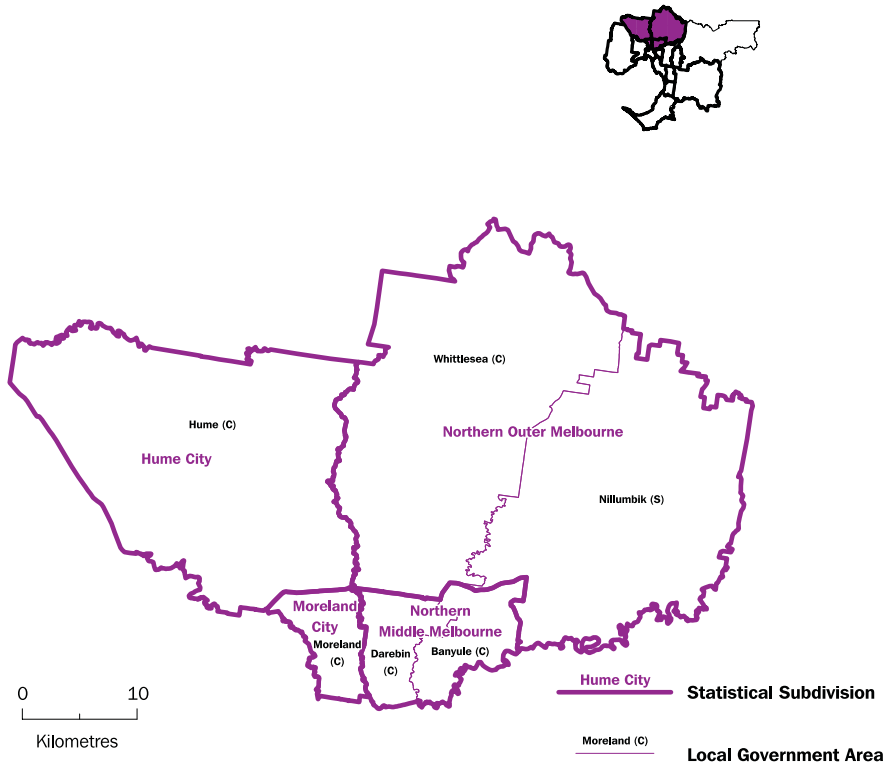 Whittlesea (C)
Hume (C)
Northern Outer Melbourne
Hume City
Nillumbik (S)
Moreland
City
Northern
Middle Melbourne
Moreland
(C)
Darebin
(C)
Banyule (C)
0 10
Kilometres
Hume City
Statistical Subdivision
Moreland (C)
Local Government Area